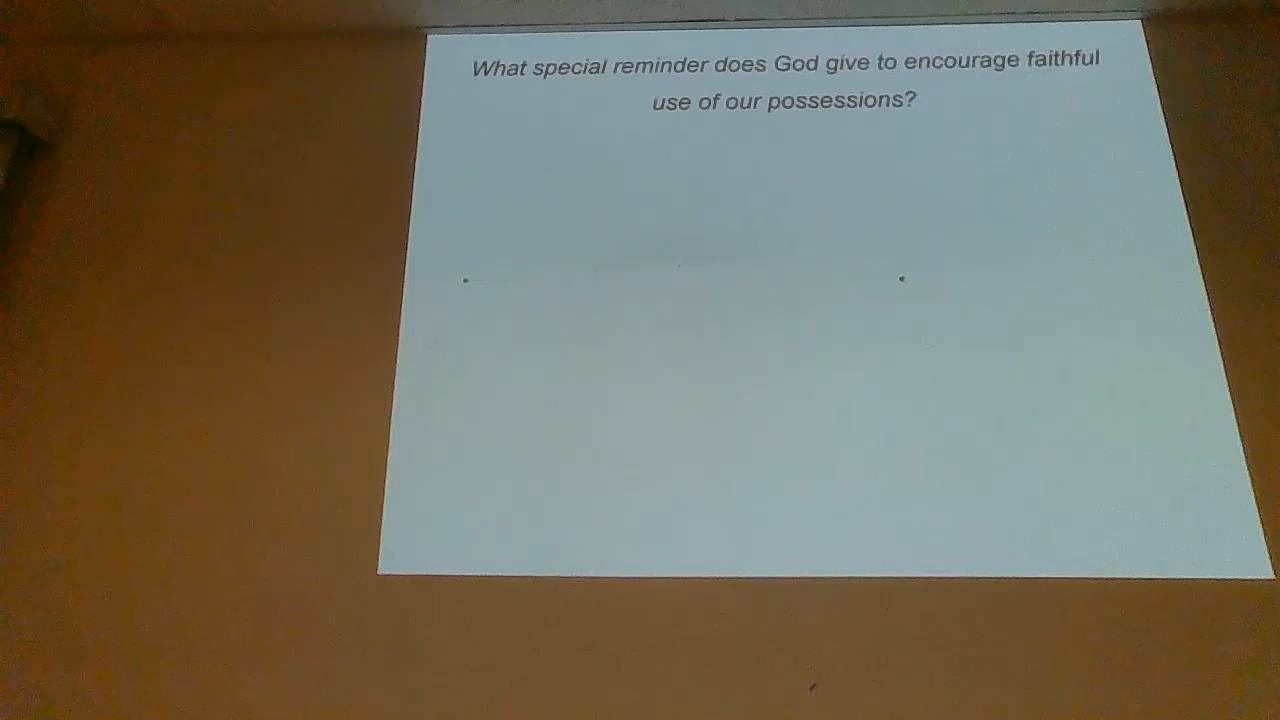 What special reminder does God give to encourage faithful
use of our possessions?